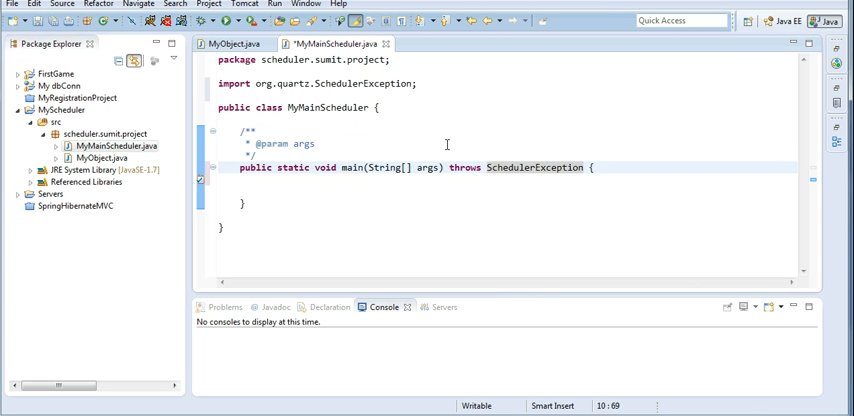 File Edit Source Refactor Navigate Search Project Tomcat Run Window Help
Quick Access
Java EE
Java
Package Explorer
FirstGame
My dbConn
MyRegistrationProject
MyScheduler
src
scheduler.sumit.project
MyMainScheduler.java
MyObject.java
JRE System Library [JavaSE-1.7]
Referenced Libraries
Servers
SpringHibernateMVC
MyObject.java
*MyMainScheduler.java
package scheduler.sumit.project;
import org.quartz.SchedulerException;
public class MyMainScheduler {
/**
* @param args
*/
public static void main(String[] args) throws SchedulerException {
}
}
Problems @ Javadoc Declaration Console Servers
No consoles to display at this time.
Writable Smart Insert 10 : 69